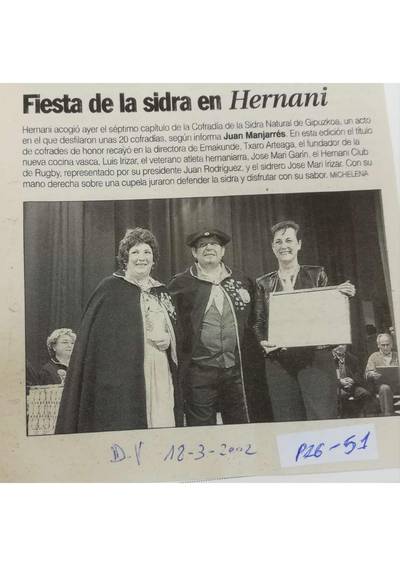 Fiesta de la sidra en Hernani
Hernani acogió ayer el séptimo capítulo de la Cofradía de la Sidra Natural de Gipuzkoa, un acto
en el que desfilaron unas 20 cofradías, según informa Juan Manjarrés. En esta edición el título
de cofrades de honor recayó en la directora de Emakunde, Txaro Arteaga, el fundador de la
nueva cocina vasca, Luis Irizar, el veterano atleta hernaniarra, Jose Mari Garín, el Hernani Club
de Rugby, representado por su presidente Juan Rodríguez, y el sidrero Jose Mari Irizar. Con su
mano derecha sobre una cupela juraron defender la sidra y disfrutar con su sabor. MICHELENA
D.V 12-3-2002
P26-51